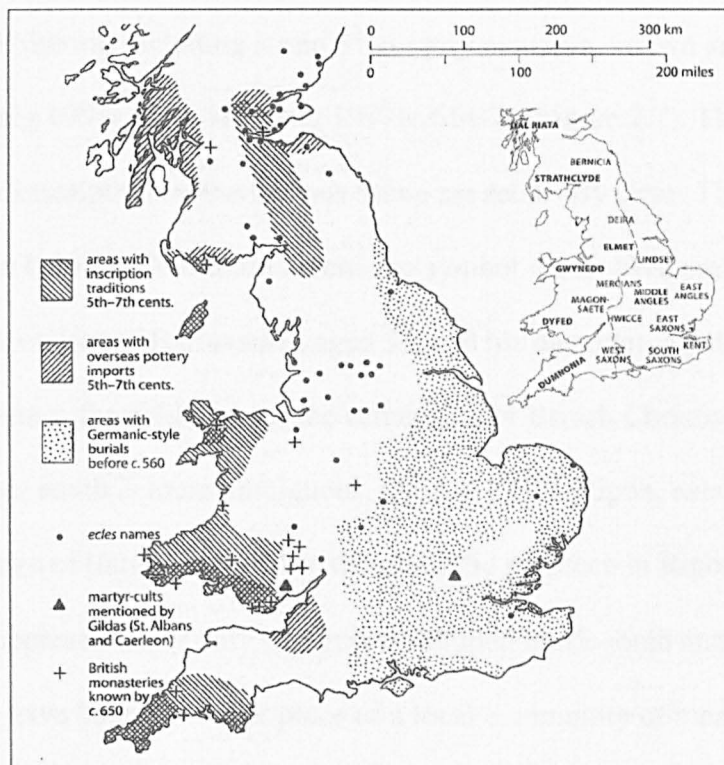 0 100 200 300 km
0 100 200 miles
DAL RIATA
BERNICIA
STRATHCLYDE
DEIRA
ELMET
LINDSEY
GWYNEDD
MERCIANS
MIDDLE
ANGLES
EAST
ANGLES
MAGON-
SAETE
DYFED
HWICCE
EAST
SAXONS
WEST
SAXONS
SOUTH
SAXONS
KENT
DUMNONIA
areas with
inscription
traditions
5th–7th cents.
areas with
overseas pottery
imports
5th–7th cents.
areas with
Germanic-style
burials
before c. 560
ecles names
martyr-cults
mentioned by
Gildas (St. Albans
and Caerleon)
British
monasteries
known by
c. 650